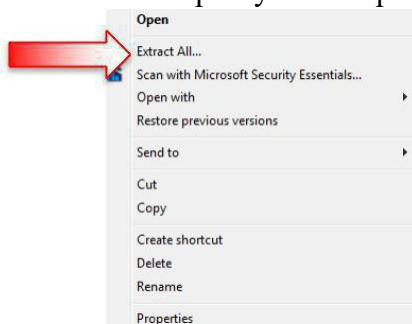 Open
Extract All...
Scan with Microsoft Security Essentials...
Open with
Restore previous versions
Send to
Cut
Copy
Create shortcut
Delete
Rename
Properties